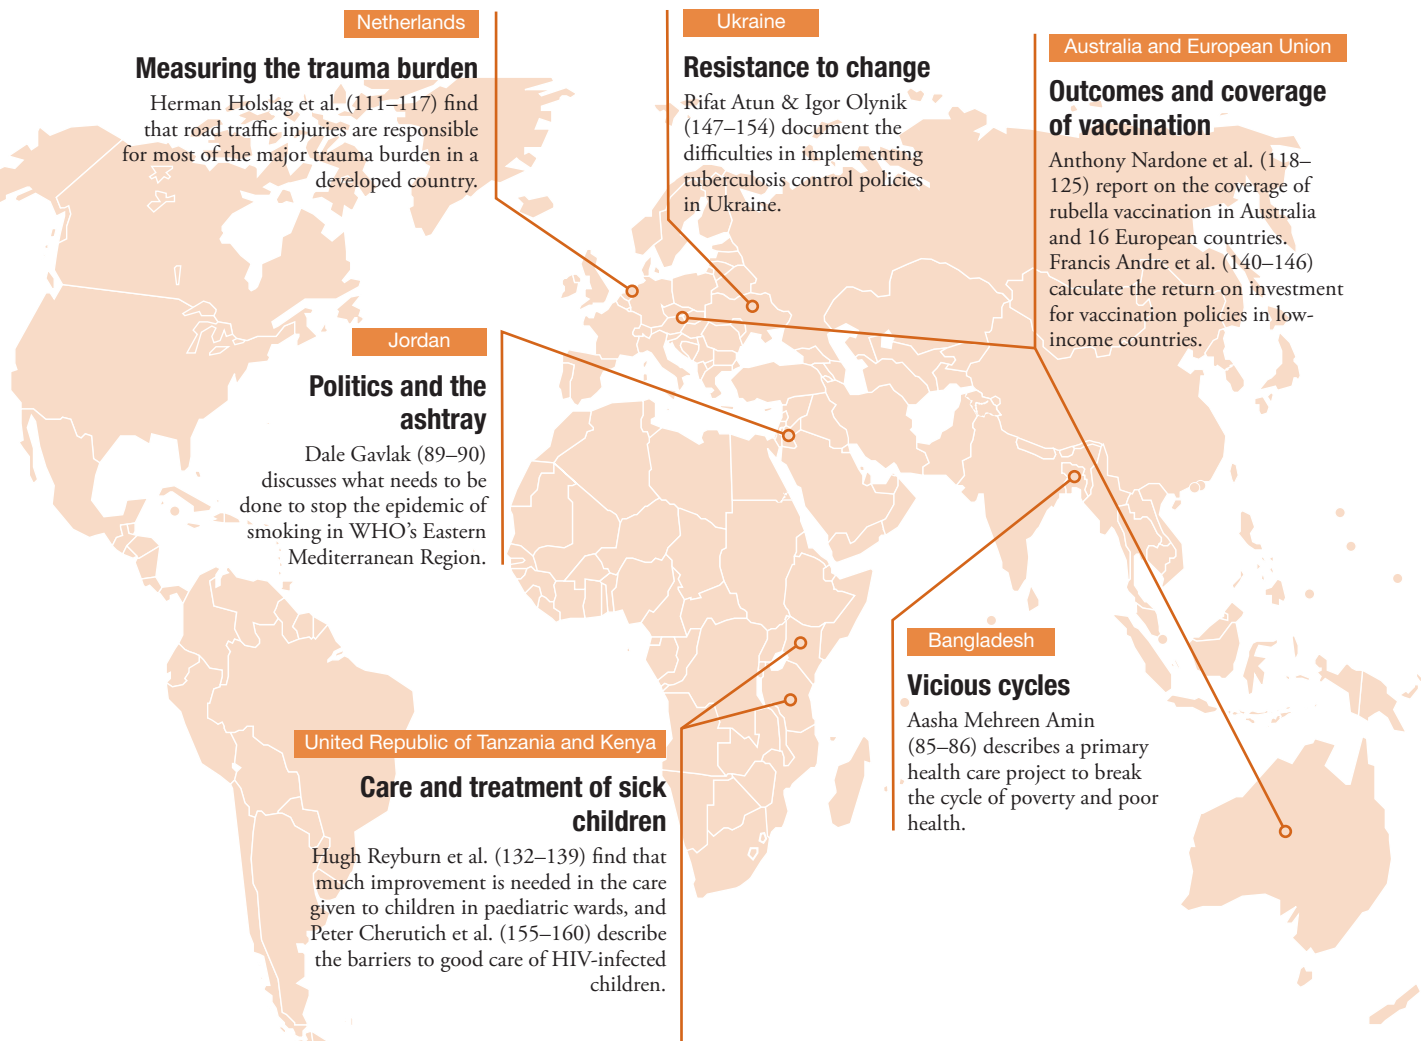 Netherlands
Measuring the trauma burden
Herman Holslag et al. (111–117) find
that road traffic injuries are responsible
for most of the major trauma burden in a
developed country.
Ukraine
Resistance to change
Rifat Atun & Igor Olynik
(147–154) document the
difficulties in implementing
tuberculosis control policies
in Ukraine.
Australia and European Union
Outcomes and coverage
of vaccination
Anthony Nardone et al. (118–
125) report on the coverage of
rubella vaccination in Australia
and 16 European countries.
Francis Andre et al. (140–146)
calculate the return on investment
for vaccination policies in low-
income countries.
Jordan
Politics and the
ashtray
Dale Gavlak (89–90)
discusses what needs to be
done to stop the epidemic of
smoking in WHO’s Eastern
Mediterranean Region.
Bangladesh
Vicious cycles
Aasha Mehreen Amin
(85–86) describes a primary
health care project to break
the cycle of poverty and poor
health.
United Republic of Tanzania and Kenya
Care and treatment of sick
children
Hugh Reyburn et al. (132–139) find that
much improvement is needed in the care
given to children in paediatric wards, and
Peter Cherutich et al. (155–160) describe
the barriers to good care of HIV-infected
children.